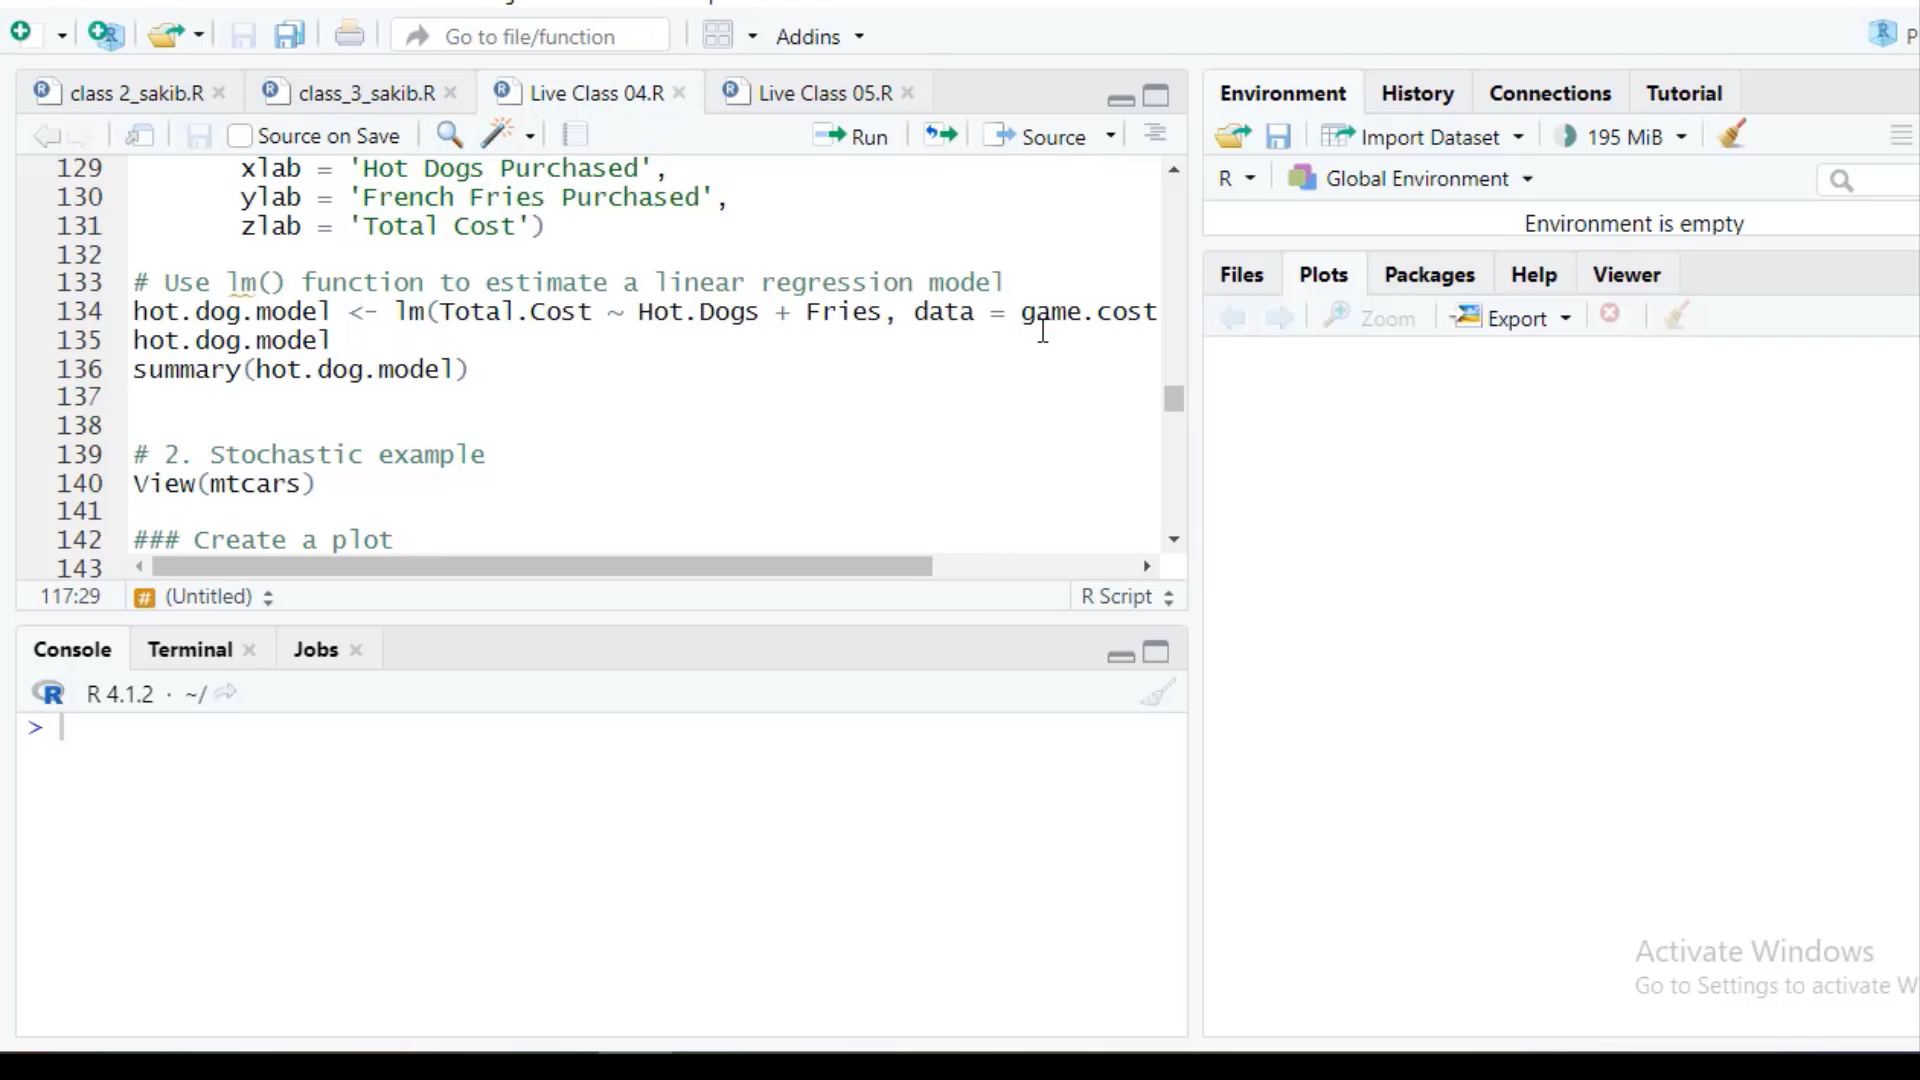 Go to file/function
Addins
P
class 2_sakib.R
class_3_sakib.R
Live Class 04.R
Live Class 05.R
Source on Save
Run
Source
129 xlab = 'Hot Dogs Purchased',
130 ylab = 'French Fries Purchased',
131 zlab = 'Total Cost')
132
133 # Use lm() function to estimate a linear regression model
134 hot.dog.model <- lm(Total.Cost ~ Hot.Dogs + Fries, data = game.cost
135 hot.dog.model
136 summary(hot.dog.model)
137
138
139 # 2. Stochastic example
140 View(mtcars)
141
142 ### Create a plot
143
117:29 # (Untitled) R Script
Console Terminal Jobs
R 4.1.2 · ~/
>
Environment History Connections Tutorial
Import Dataset 195 MiB
R Global Environment
Environment is empty
Files Plots Packages Help Viewer
Zoom Export
Activate Windows
Go to Settings to activate W